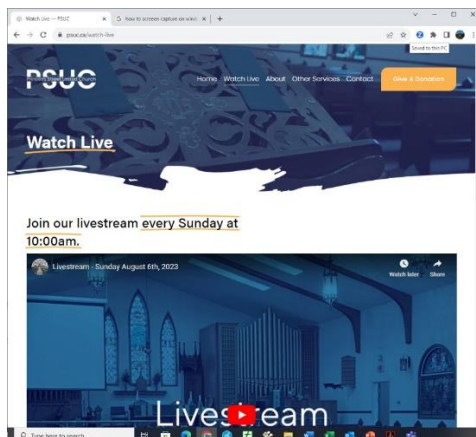 Watch Live — PSUC
How to screen capture on wind
psuc.ca/watch-live
Saved to this PC
PSUC
Home Watch Live About Other Services Contact Give A Donation
Watch Live
Join our livestream every Sunday at
10:00am.
Livestream - Sunday August 6th, 2023
Watch later Share
Livestream
Type here to search